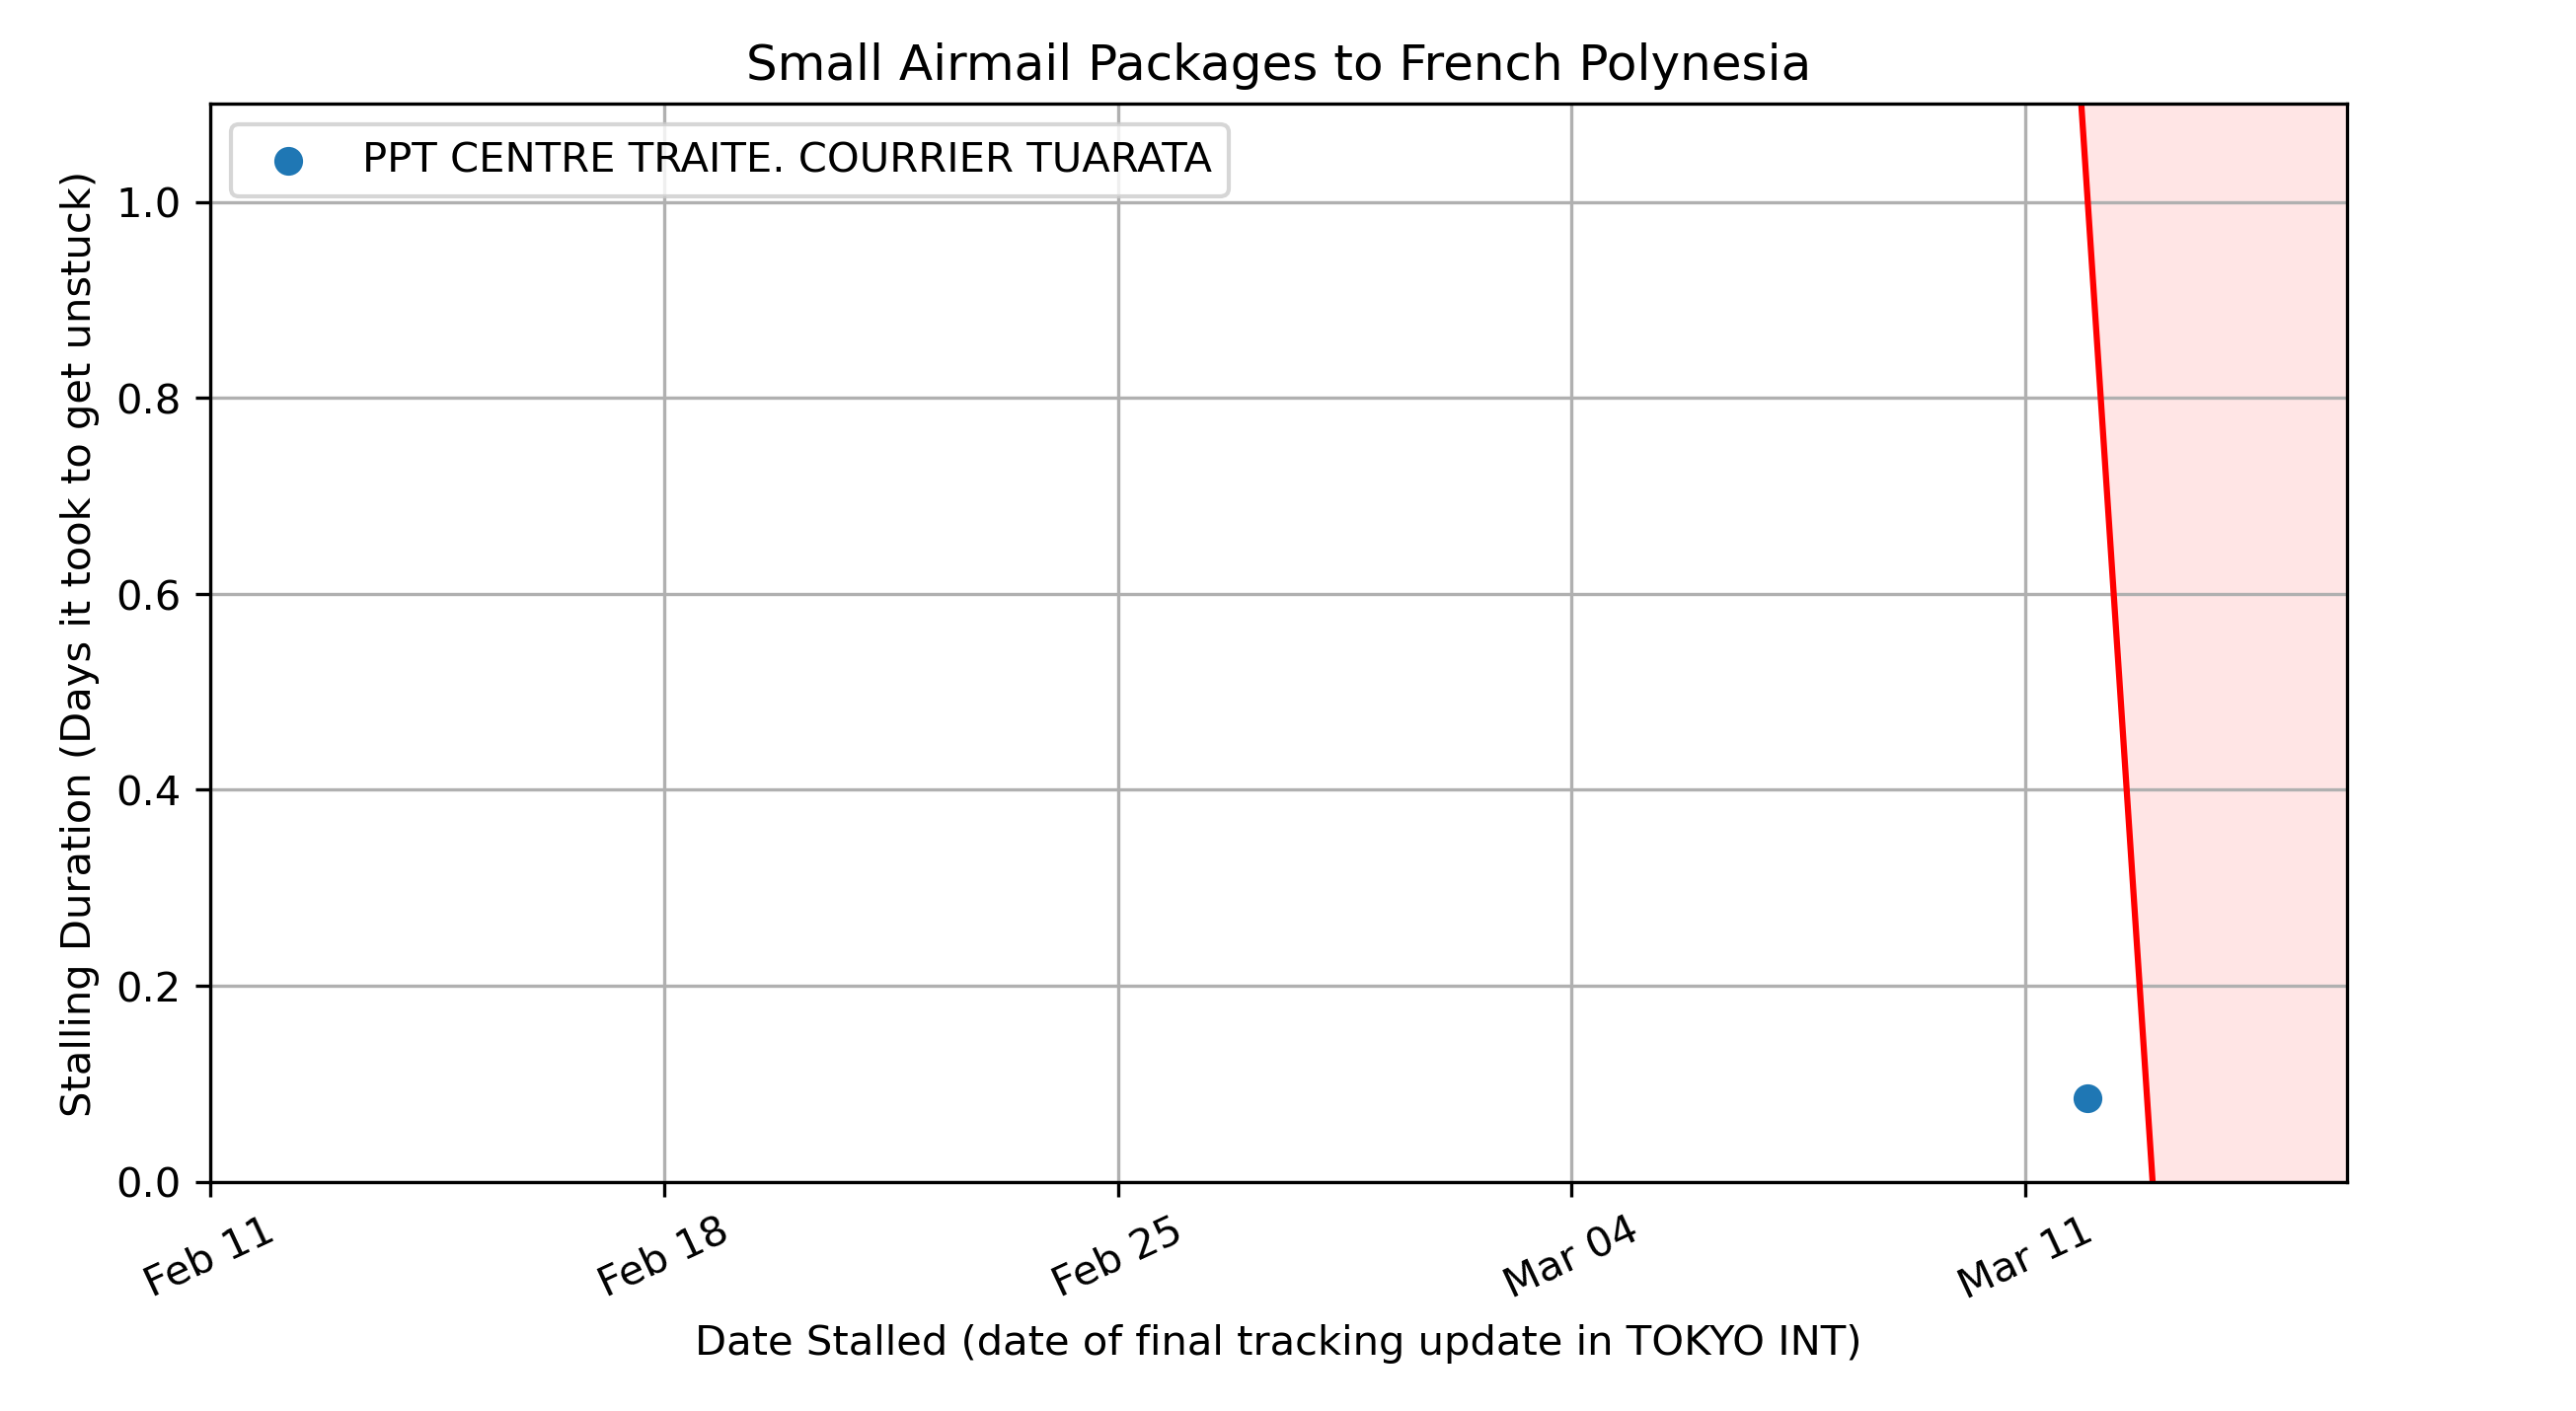 Small Airmail Packages to French Polynesia
PPT CENTRE TRAITE. COURRIER TUARATA
Stalling Duration (Days it took to get unstuck)
1.0
0.8
0.6
0.4
0.2
0.0
Feb 11
Feb 18
Feb 25
Mar 04
Mar 11
Date Stalled (date of final tracking update in TOKYO INT)